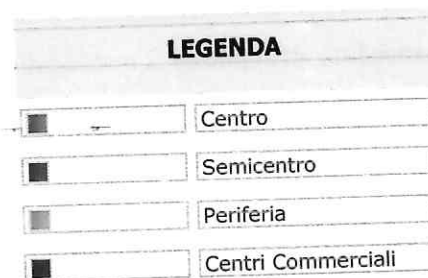 LEGENDA
Centro
Semicentro
Periferia
Centri Commerciali